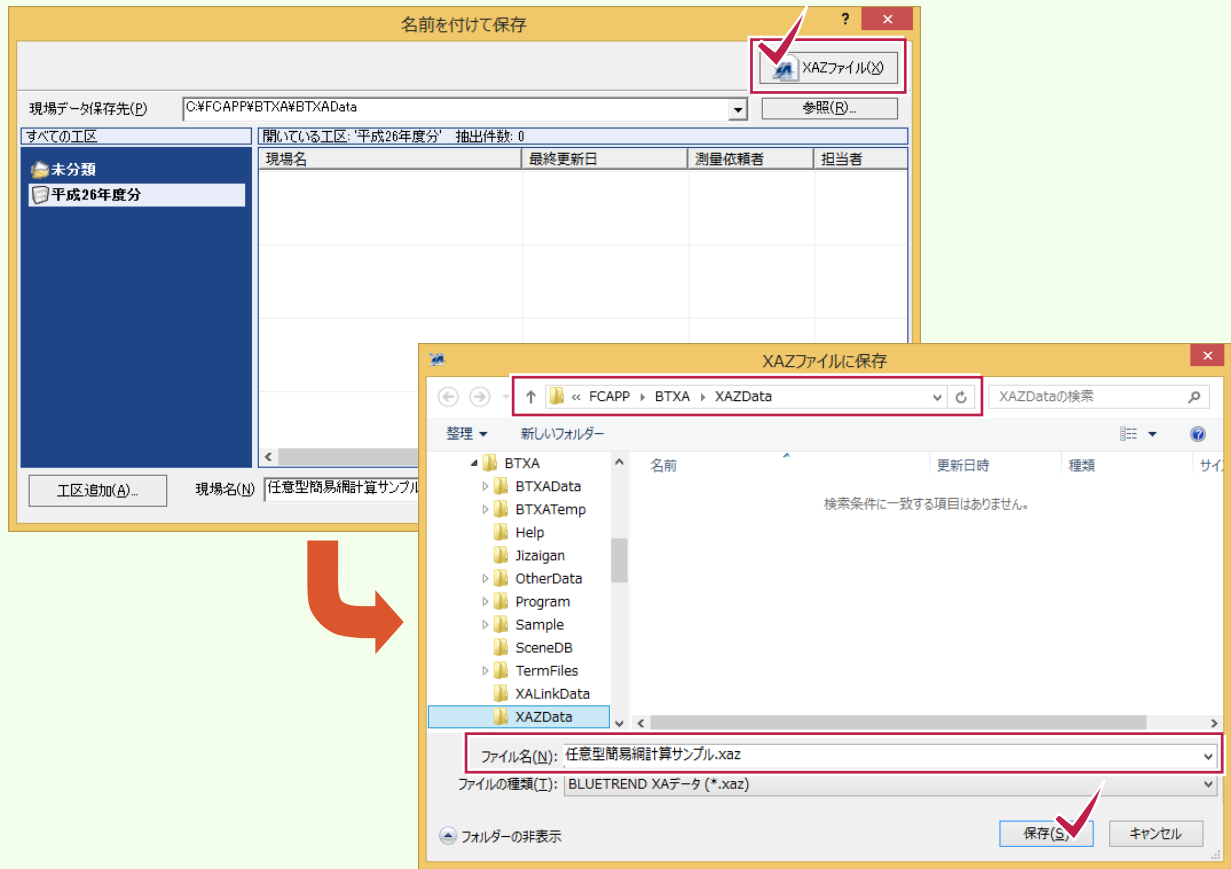 名前を付けて保存
?
XAZファイル(X)
現場データ保存先(P)
C:¥FCAPP¥BTXA¥BTXAData
参照(R)...
すべての工区
開いている工区: '平成26年度分' 抽出件数: 0
未分類
平成26年度分
現場名 最終更新日 測量依頼者 担当者
工区追加(A)...
現場名(N) 任意型簡易網計算サンプル
XAZファイルに保存
« FCAPP BTXA XAZData
XAZDataの検索
整理 新しいフォルダー
BTXA
BTXAData
BTXATemp
Help
Jizaigan
OtherData
Program
Sample
SceneDB
TermFiles
XALinkData
XAZData
名前 更新日時 種類 サイ
検索条件に一致する項目はありません。
ファイル名(N): 任意型簡易網計算サンプル.xaz
ファイルの種類(T): BLUETREND XAデータ (*.xaz)
フォルダーの非表示
保存(S)
キャンセル